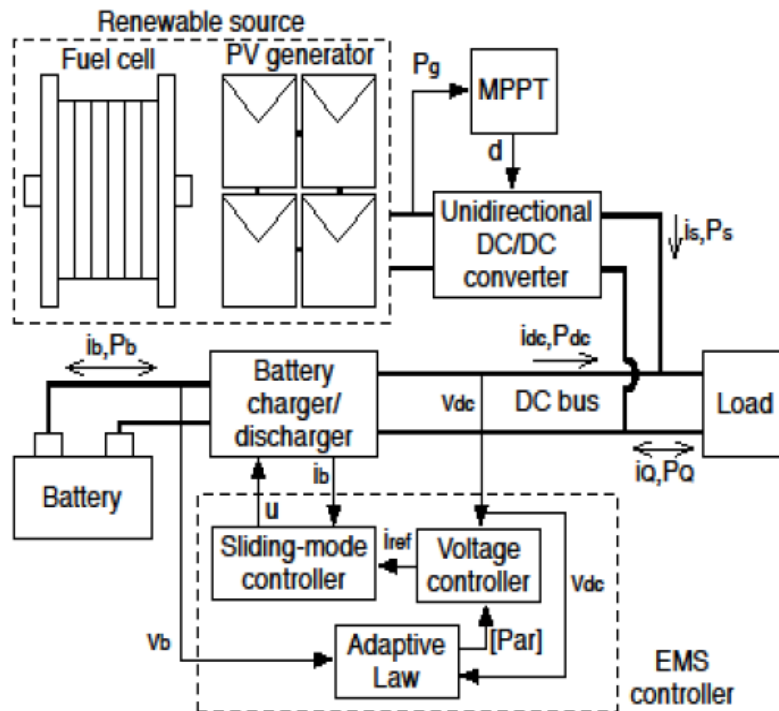 Renewable source
Fuel cell
PV generator
Pg
MPPT
d
Unidirectional
DC/DC
converter
is,Ps
ib,Pb
idc,Pdc
Battery
charger/
discharger
Vdc
DC bus
Load
iQ,PQ
Battery
u
ib
Sliding-mode
controller
iref
Voltage
controller
Vdc
Vb
Adaptive
Law
[Par]
EMS
controller